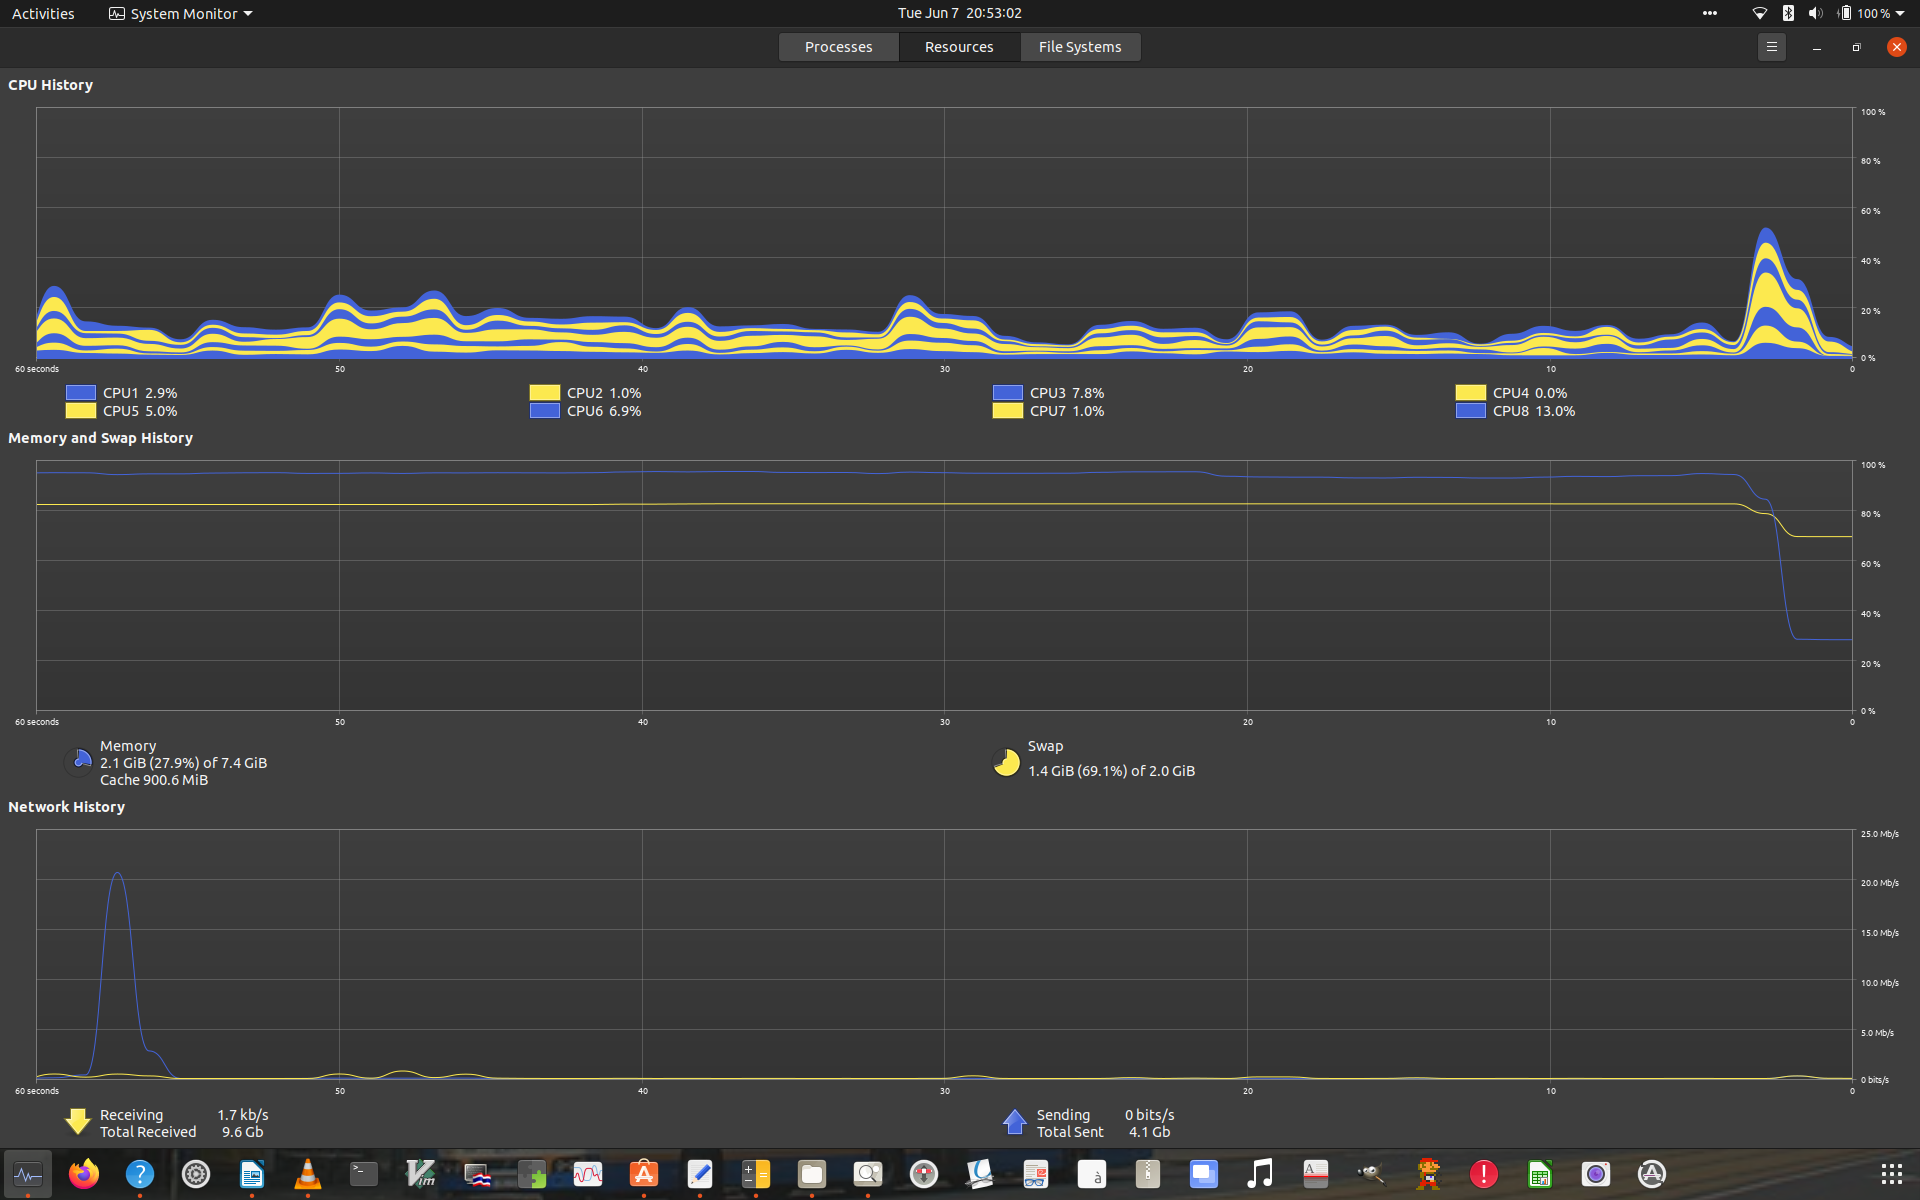 Activities System Monitor Tue Jun 7 20:53:02 100 %
Processes Resources File Systems
CPU History
100 %
80 %
60 %
40 %
20 %
0 %
60 seconds 50 40 30 20 10 0
CPU1 2.9% CPU2 1.0% CPU3 7.8% CPU4 0.0%
CPU5 5.0% CPU6 6.9% CPU7 1.0% CPU8 13.0%
Memory and Swap History
100 %
80 %
60 %
40 %
20 %
0 %
60 seconds 50 40 30 20 10 0
Memory
2.1 GiB (27.9%) of 7.4 GiB
Cache 900.6 MiB
Swap
1.4 GiB (69.1%) of 2.0 GiB
Network History
25.0 Mb/s
20.0 Mb/s
15.0 Mb/s
10.0 Mb/s
5.0 Mb/s
0 bits/s
60 seconds 50 40 30 20 10 0
Receiving 1.7 kb/s
Total Received 9.6 Gb
Sending 0 bits/s
Total Sent 4.1 Gb